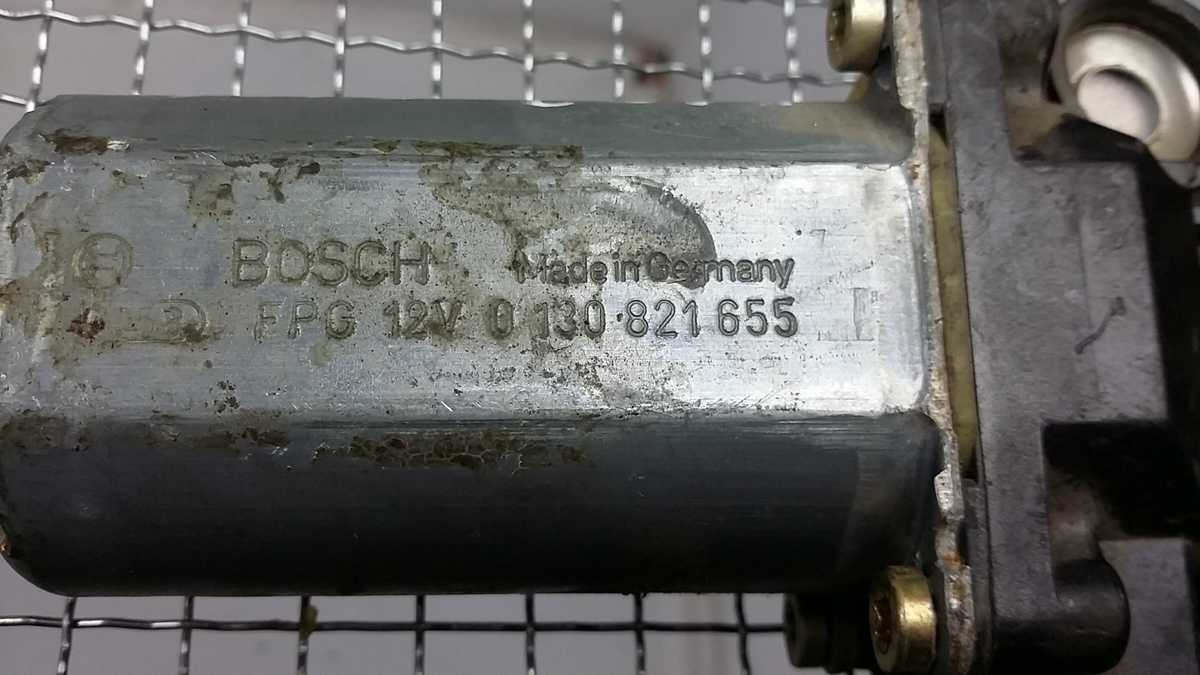 BOSCH Made in Germany
FPG 12V 0 130 821 655